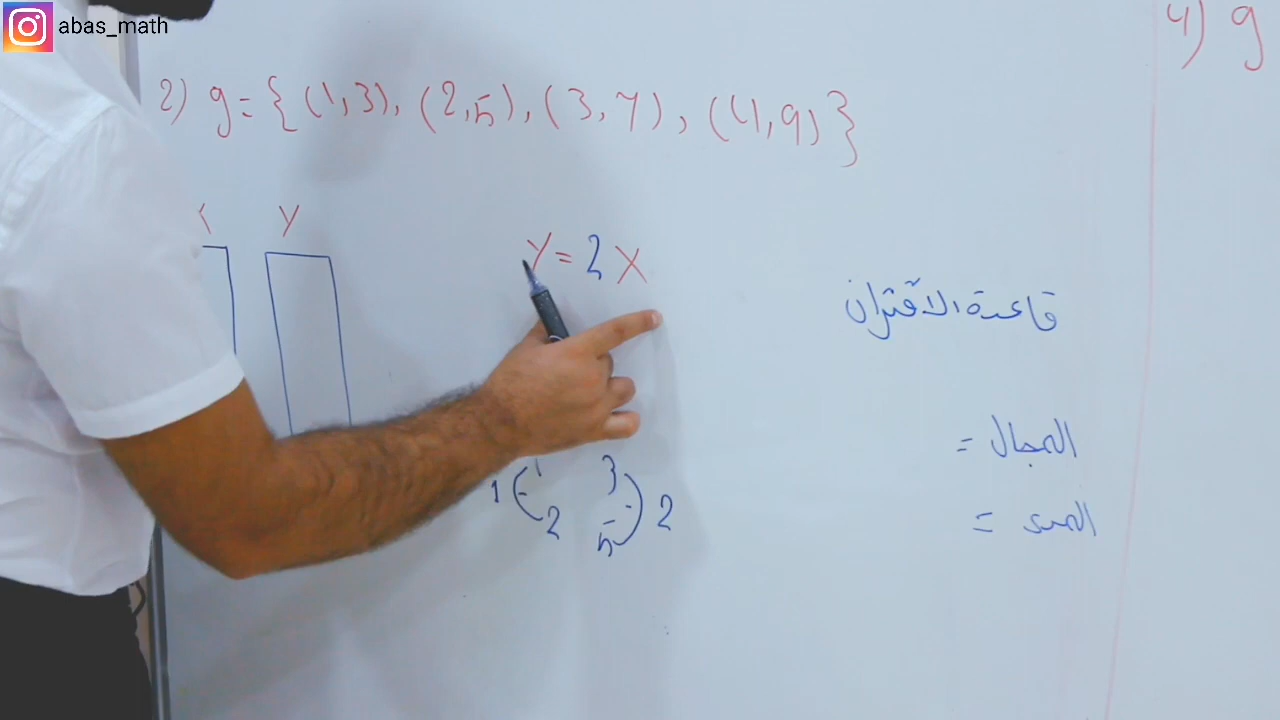 abas_math
4) g
2) g = {(1,3), (2,5), (3,7), (4,9)}
X Y
y = 2 X
قاعدة الاقتران
المجال =
المدى =
1 ( 1 3
2 5 ) 2